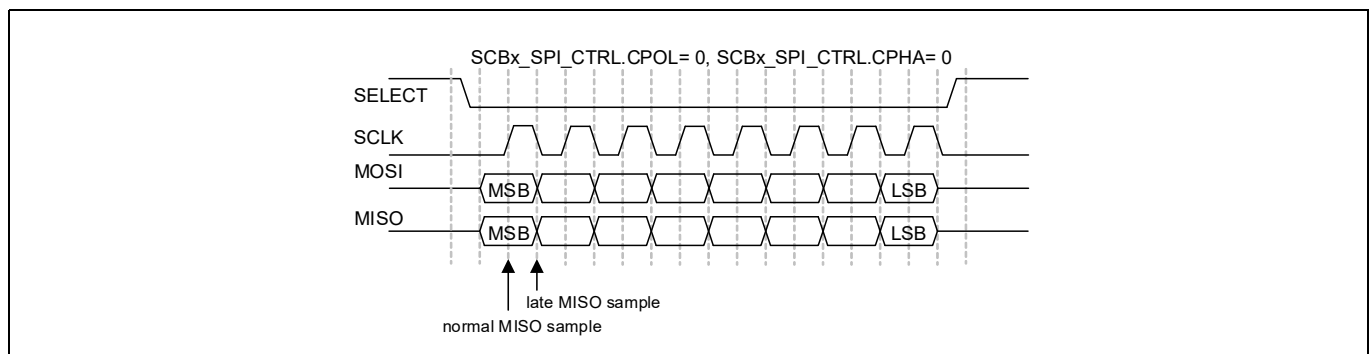 SCBx_SPI_CTRL.CPOL= 0, SCBx_SPI_CTRL.CPHA= 0
SELECT
SCLK
MOSI
MSB LSB
MISO
MSB LSB
late MISO sample
normal MISO sample